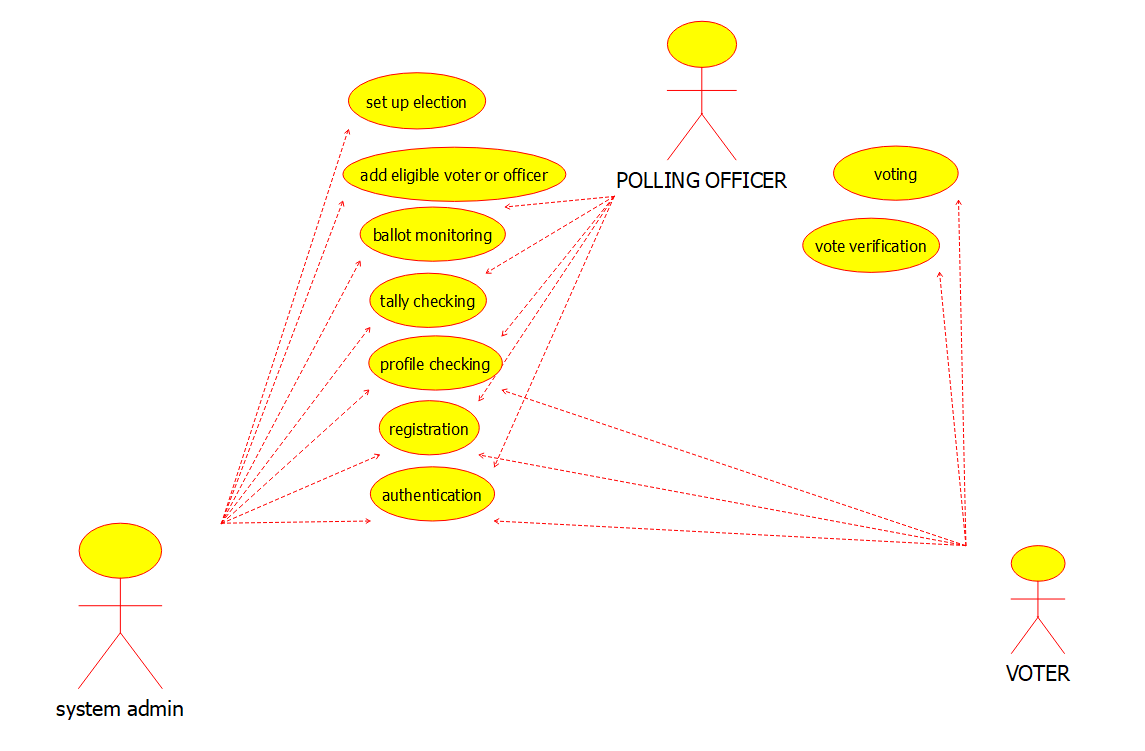 set up election
add eligible voter or officer
ballot monitoring
tally checking
profile checking
registration
authentication
POLLING OFFICER
voting
vote verification
system admin
VOTER